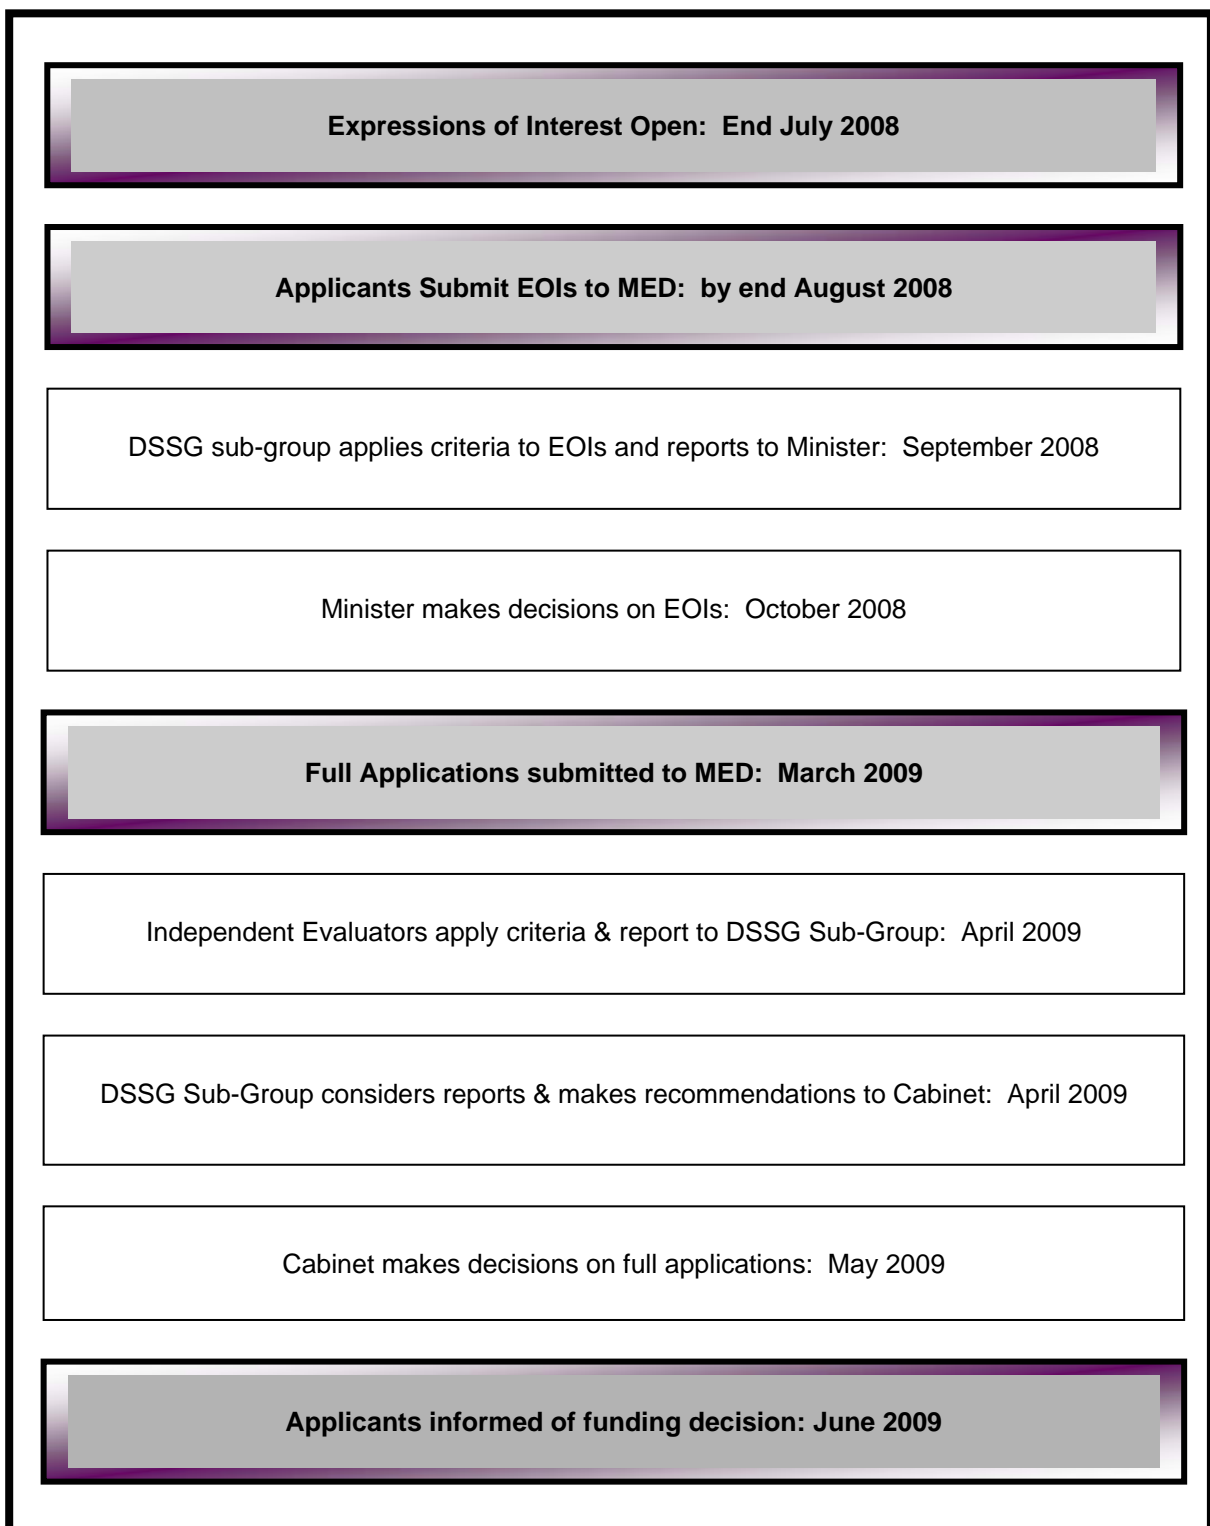 Expressions of Interest Open:  End July 2008
Applicants Submit EOIs to MED:  by end August 2008
DSSG sub-group applies criteria to EOIs and reports to Minister:  September 2008
Minister makes decisions on EOIs:  October 2008
Full Applications submitted to MED:  March 2009
Independent Evaluators apply criteria & report to DSSG Sub-Group:  April 2009
DSSG Sub-Group considers reports & makes recommendations to Cabinet:  April 2009
Cabinet makes decisions on full applications:  May 2009
Applicants informed of funding decision: June 2009